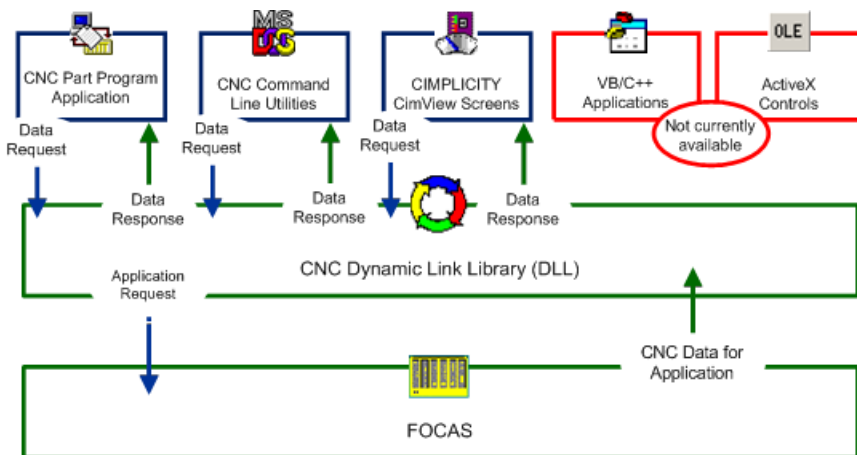 MS
DOS
OLE
CNC Part Program
Application
CNC Command
Line Utilities
CIMPLICITY
CimView Screens
VB/C++
Applications
ActiveX
Controls
Not currently
available
Data
Request
Data
Response
Data
Request
Data
Response
Data
Request
Data
Response
CNC Dynamic Link Library (DLL)
Application
Request
CNC Data for
Application
FOCAS